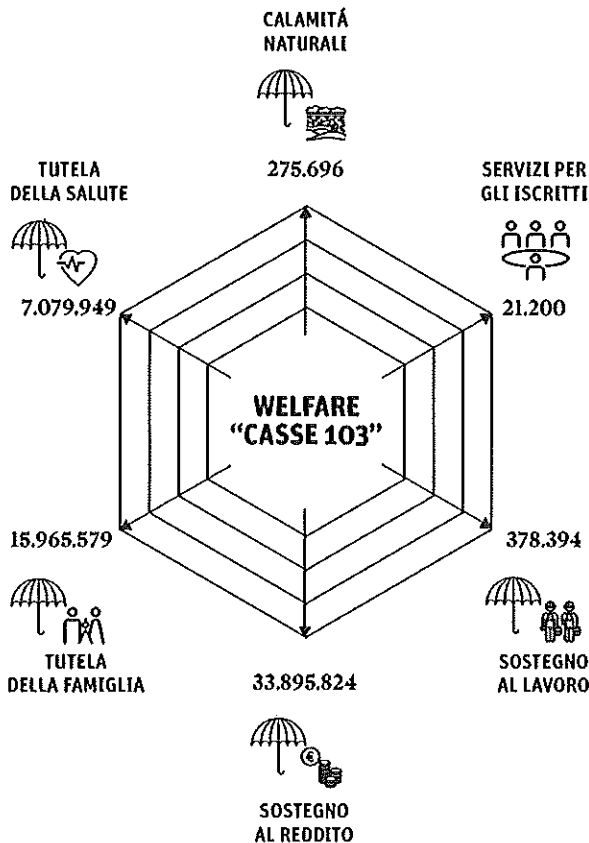 CALAMITÁ
NATURALI
275.696
TUTELA
DELLA SALUTE
7.079.949
SERVIZI PER
GLI ISCRITTI
21.200
WELFARE
“CASSE 103”
15.965.579
TUTELA
DELLA FAMIGLIA
378.394
SOSTEGNO
AL LAVORO
33.895.824
€
SOSTEGNO
AL REDDITO